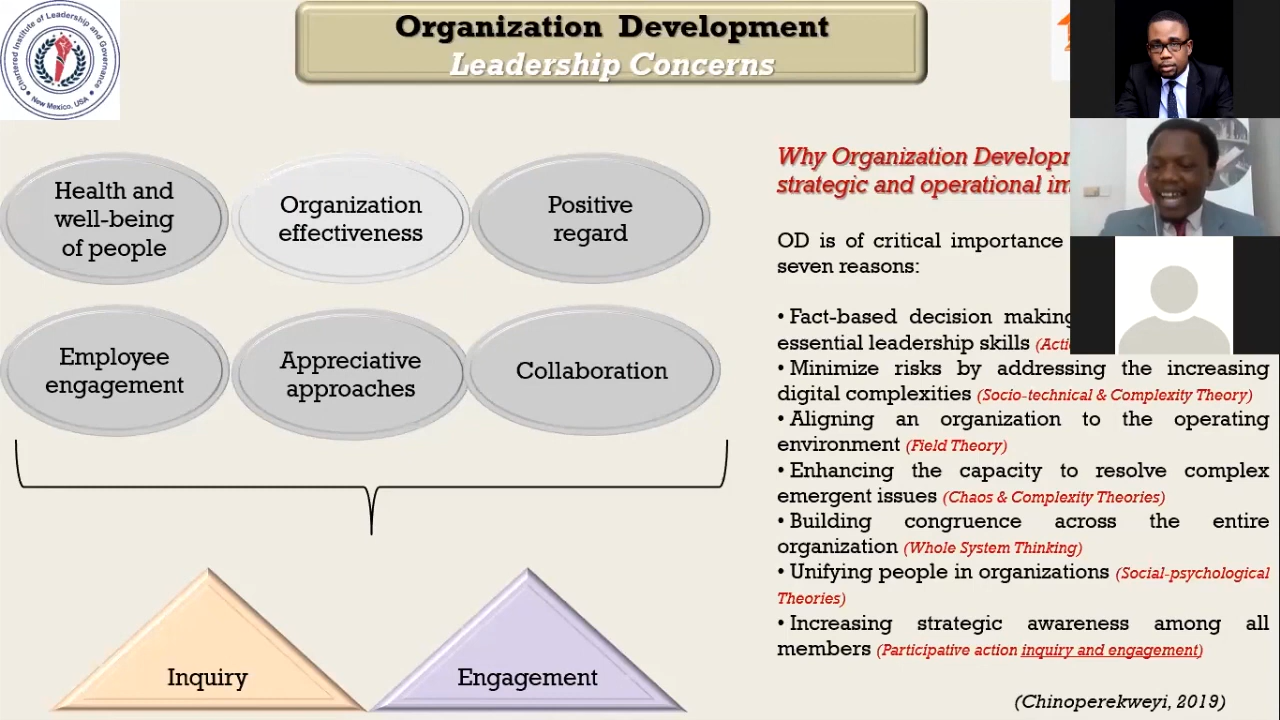 Chartered Institute of Leadership and Governance
New Mexico, USA
Organization Development
Leadership Concerns
Health and
well-being
of people
Organization
effectiveness
Positive
regard
Employee
engagement
Appreciative
approaches
Collaboration
Inquiry
Engagement
Why Organization
strategic and operational
OD is of critical importance
seven reasons:
• Fact-based decision making
essential leadership skills
• Minimize risks by addressing the increasing
digital complexities (Socio-technical & Complexity Theory)
• Aligning an organization to the operating
environment (Field Theory)
• Enhancing the capacity to resolve complex
emergent issues (Chaos & Complexity Theories)
• Building congruence across the entire
organization (Whole System Thinking)
• Unifying people in organizations (Social-psychological
Theories)
• Increasing strategic awareness among all
members (Participative action inquiry and engagement)
(Chinoperekweyi, 2019)